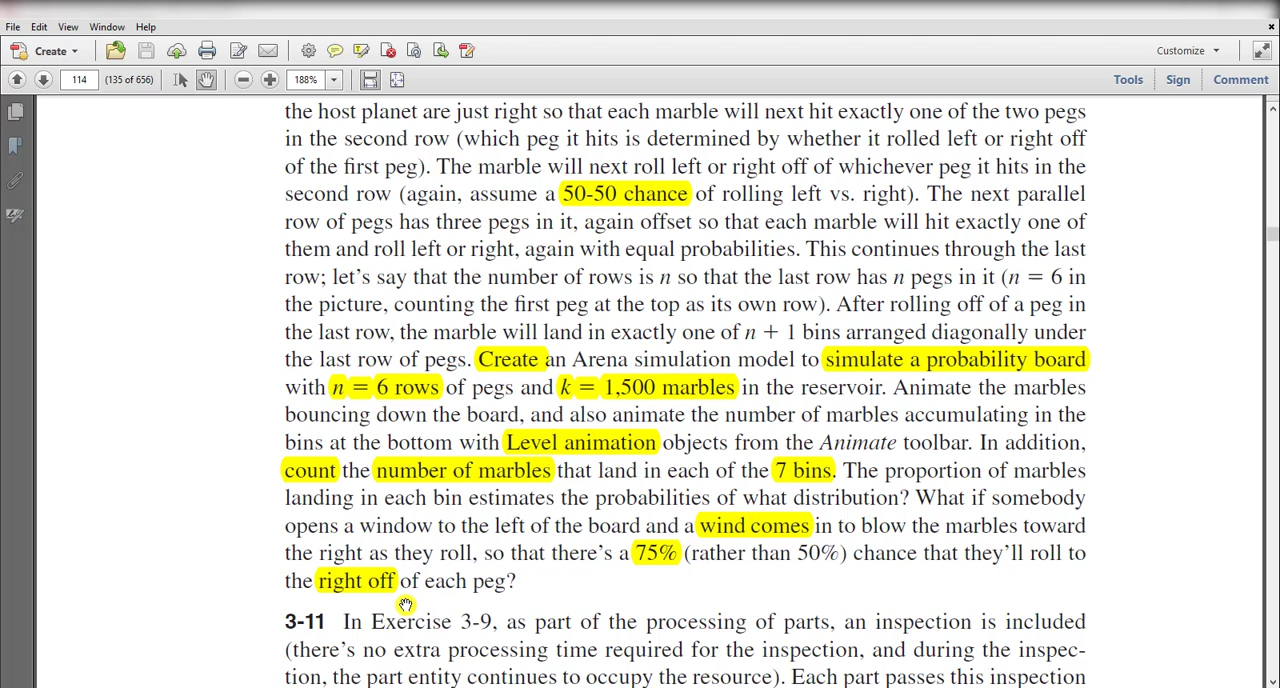 File Edit View Window Help ×
Create Customize
114 (135 of 656) 188% Tools Sign Comment
the host planet are just right so that each marble will next hit exactly one of the two pegs
in the second row (which peg it hits is determined by whether it rolled left or right off
of the first peg). The marble will next roll left or right off of whichever peg it hits in the
second row (again, assume a 50-50 chance of rolling left vs. right). The next parallel
row of pegs has three pegs in it, again offset so that each marble will hit exactly one of
them and roll left or right, again with equal probabilities. This continues through the last
row; let's say that the number of rows is n so that the last row has n pegs in it (n = 6 in
the picture, counting the first peg at the top as its own row). After rolling off of a peg in
the last row, the marble will land in exactly one of n + 1 bins arranged diagonally under
the last row of pegs. Create an Arena simulation model to simulate a probability board
with n = 6 rows of pegs and k = 1,500 marbles in the reservoir. Animate the marbles
bouncing down the board, and also animate the number of marbles accumulating in the
bins at the bottom with Level animation objects from the Animate toolbar. In addition,
count the number of marbles that land in each of the 7 bins. The proportion of marbles
landing in each bin estimates the probabilities of what distribution? What if somebody
opens a window to the left of the board and a wind comes in to blow the marbles toward
the right as they roll, so that there's a 75% (rather than 50%) chance that they'll roll to
the right off of each peg?
3-11 In Exercise 3-9, as part of the processing of parts, an inspection is included
(there's no extra processing time required for the inspection, and during the inspec-
tion, the part entity continues to occupy the resource). Each part passes this inspection